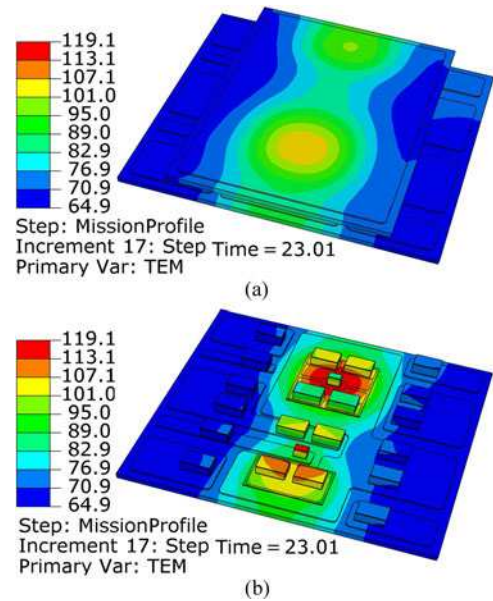 119.1
113.1
107.1
101.0
95.0
89.0
82.9
76.9
70.9
64.9
Step: MissionProfile
Increment 17: Step Time = 23.01
Primary Var: TEM
(a)
119.1
113.1
107.1
101.0
95.0
89.0
82.9
76.9
70.9
64.9
Step: MissionProfile
Increment 17: Step Time = 23.01
Primary Var: TEM
(b)